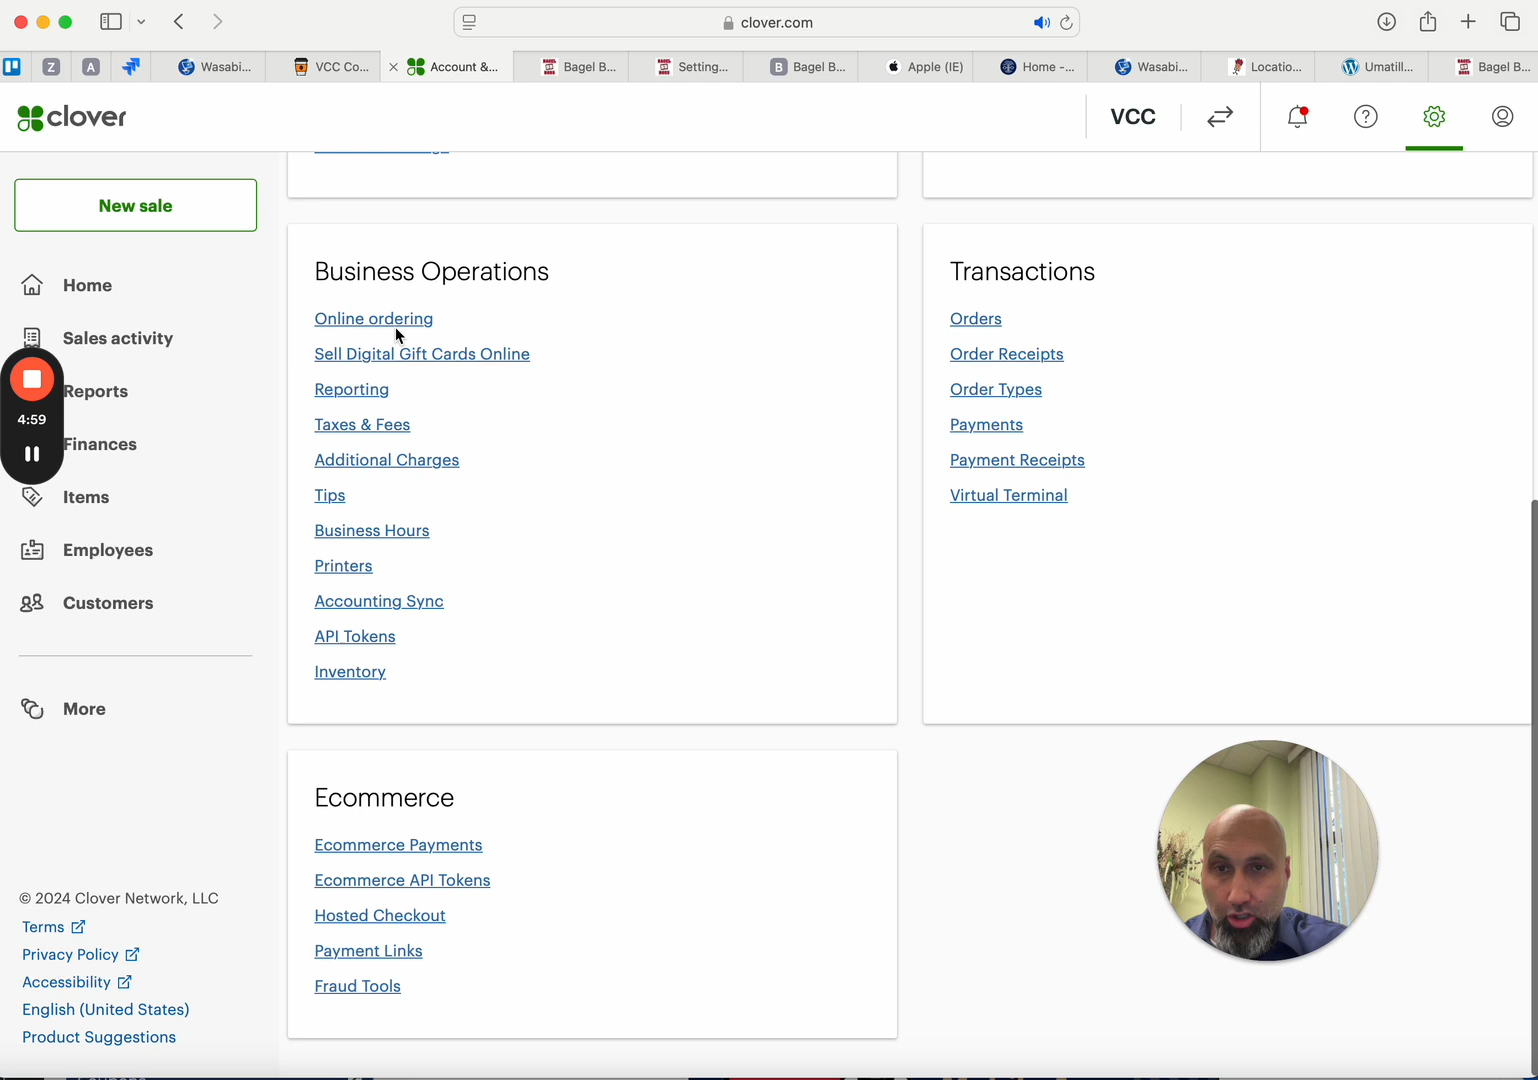 clover.com
Z
A
Wasabi...
VCC Co...
Account &...
Bagel B...
Setting...
B
Bagel B...
Apple (IE)
Home -...
Wasabi...
Locatio...
Umatill...
Bagel B...
clover
VCC
New sale
Home
Sales activity
Reports
4:59
Finances
Items
Employees
Customers
More
Business Operations
Online ordering
Sell Digital Gift Cards Online
Reporting
Taxes & Fees
Additional Charges
Tips
Business Hours
Printers
Accounting Sync
API Tokens
Inventory
Transactions
Orders
Order Receipts
Order Types
Payments
Payment Receipts
Virtual Terminal
Ecommerce
Ecommerce Payments
Ecommerce API Tokens
Hosted Checkout
Payment Links
Fraud Tools
© 2024 Clover Network, LLC
Terms
Privacy Policy
Accessibility
English (United States)
Product Suggestions